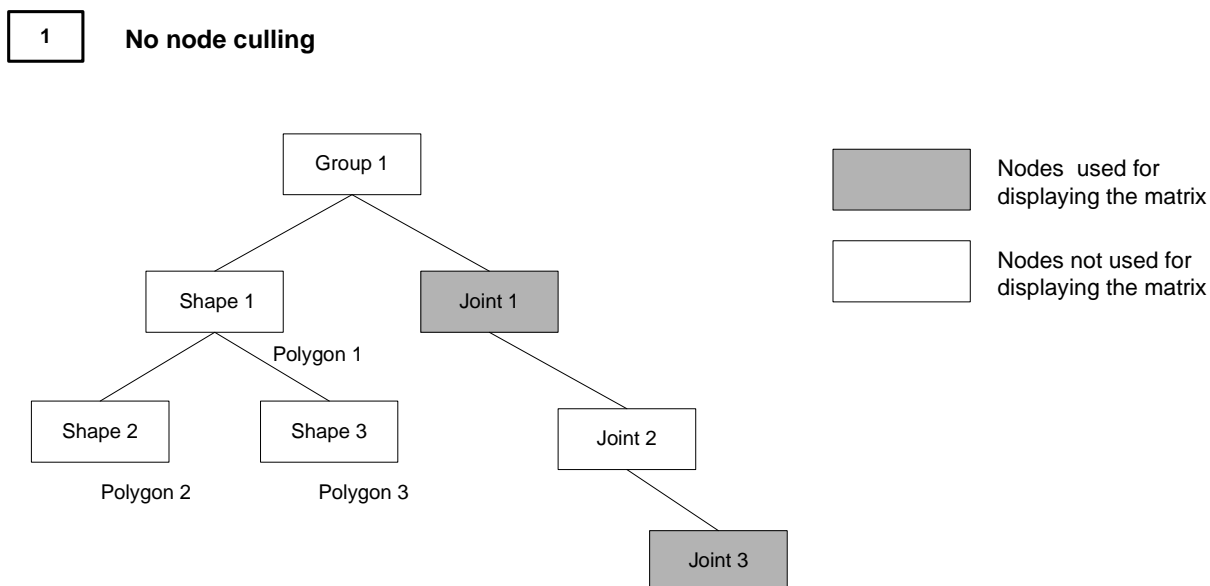 1
No node culling
Group 1
Nodes used for
displaying the matrix
Nodes not used for
displaying the matrix
Shape 1
Joint 1
Polygon 1
Shape 2
Shape 3
Joint 2
Polygon 2
Polygon 3
Joint 3